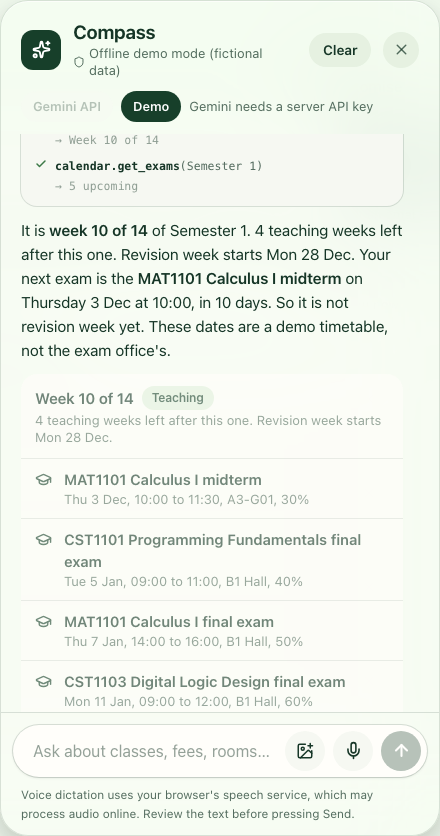 Compass
Offline demo mode (fictional
data)
Clear
Gemini API
Demo
Gemini needs a server API key
→ Week 10 of 14
calendar.get_exams(Semester 1)
→ 5 upcoming
It is week 10 of 14 of Semester 1. 4 teaching weeks left
after this one. Revision week starts Mon 28 Dec. Your
next exam is the MAT1101 Calculus I midterm on
Thursday 3 Dec at 10:00, in 10 days. So it is not
revision week yet. These dates are a demo timetable,
not the exam office's.
Week 10 of 14
Teaching
4 teaching weeks left after this one. Revision week starts
Mon 28 Dec.
MAT1101 Calculus I midterm
Thu 3 Dec, 10:00 to 11:30, A3-G01, 30%
CST1101 Programming Fundamentals final
exam
Tue 5 Jan, 09:00 to 11:00, B1 Hall, 40%
MAT1101 Calculus I final exam
Thu 7 Jan, 14:00 to 16:00, B1 Hall, 50%
CST1103 Digital Logic Design final exam
Mon 11 Jan, 09:00 to 12:00, B1 Hall, 60%
Ask about classes, fees, rooms...
Voice dictation uses your browser's speech service, which may
process audio online. Review the text before pressing Send.